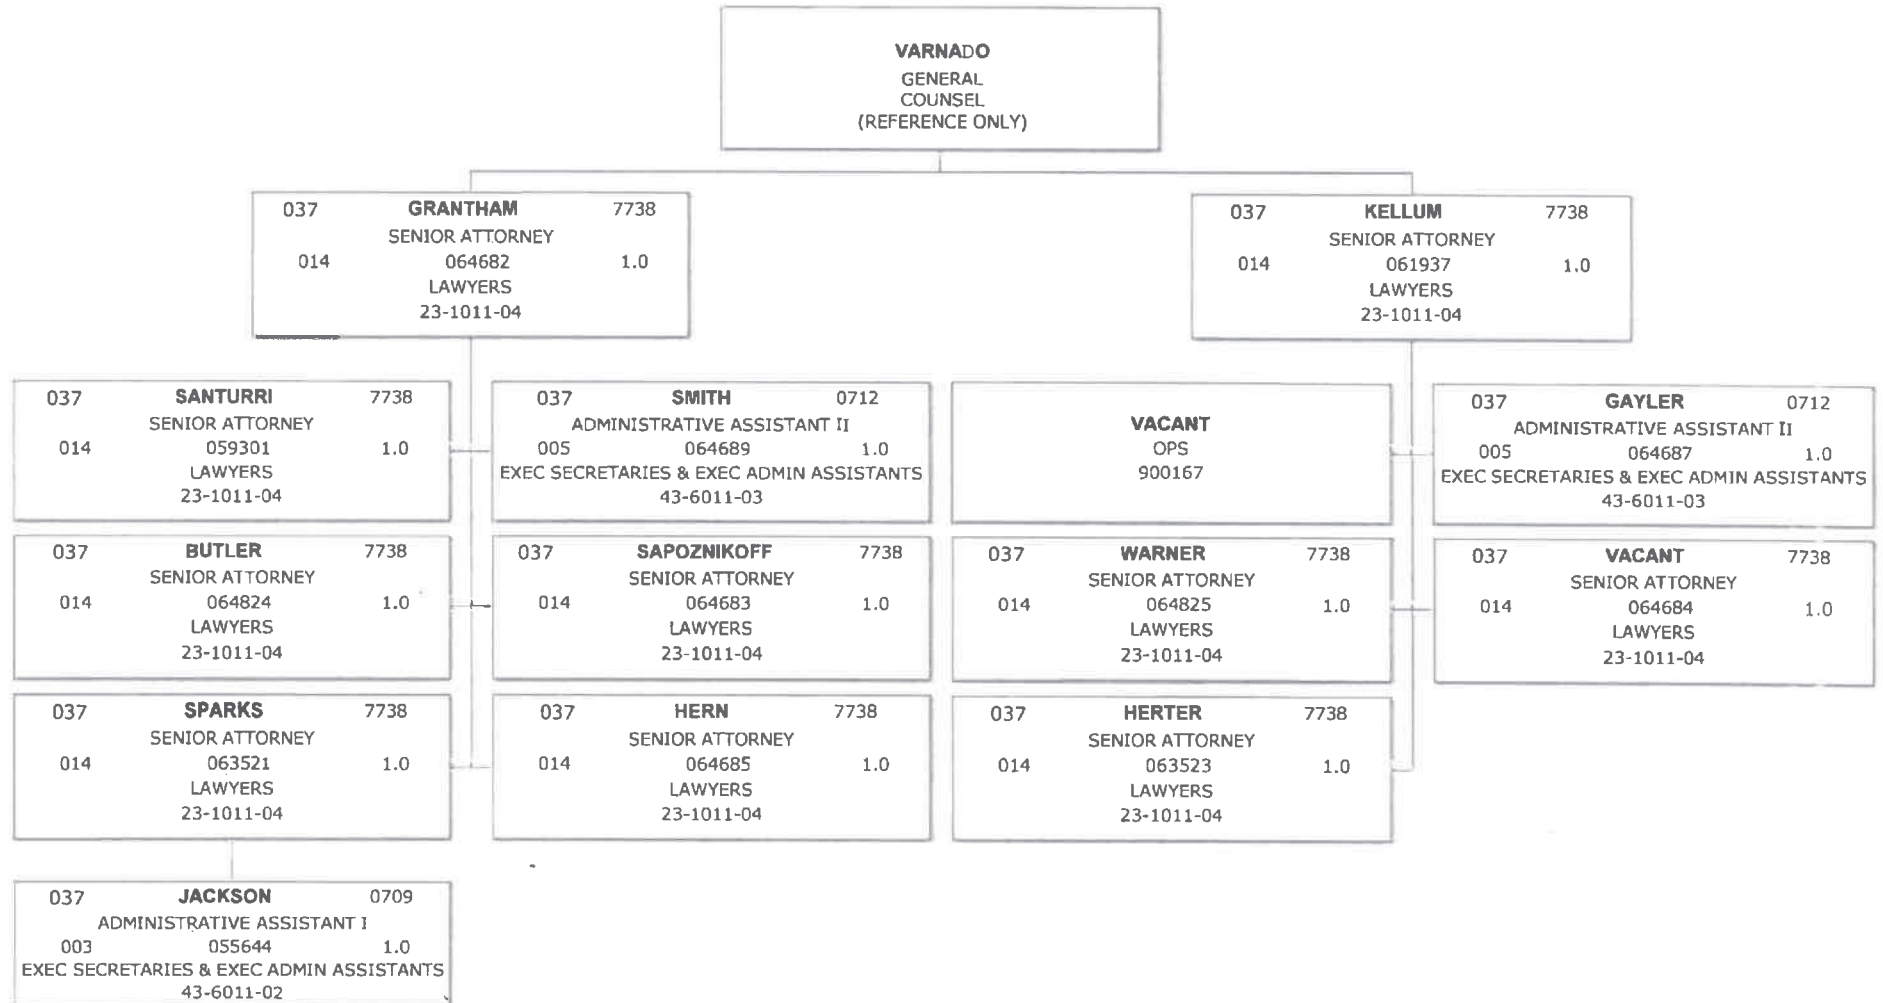 VARNADO
GENERAL
COUNSEL
(REFERENCE ONLY)
037 GRANTHAM 7738
SENIOR ATTORNEY
014 064682 1.0
LAWYERS
23-1011-04
037 KELLUM 7738
SENIOR ATTORNEY
014 061937 1.0
LAWYERS
23-1011-04
037 SANTURRI 7738
SENIOR ATTORNEY
014 059301 1.0
LAWYERS
23-1011-04
037 SMITH 0712
ADMINISTRATIVE ASSISTANT II
005 064689 1.0
EXEC SECRETARIES & EXEC ADMIN ASSISTANTS
43-6011-03
VACANT
OPS
900167
037 GAYLER 0712
ADMINISTRATIVE ASSISTANT II
005 064687 1.0
EXEC SECRETARIES & EXEC ADMIN ASSISTANTS
43-6011-03
037 BUTLER 7738
SENIOR ATTORNEY
014 064824 1.0
LAWYERS
23-1011-04
037 SAPOZNIKOFF 7738
SENIOR ATTORNEY
014 064683 1.0
LAWYERS
23-1011-04
037 WARNER 7738
SENIOR ATTORNEY
014 064825 1.0
LAWYERS
23-1011-04
037 VACANT 7738
SENIOR ATTORNEY
014 064684 1.0
LAWYERS
23-1011-04
037 SPARKS 7738
SENIOR ATTORNEY
014 063521 1.0
LAWYERS
23-1011-04
037 HERN 7738
SENIOR ATTORNEY
014 064685 1.0
LAWYERS
23-1011-04
037 HERTER 7738
SENIOR ATTORNEY
014 063523 1.0
LAWYERS
23-1011-04
037 JACKSON 0709
ADMINISTRATIVE ASSISTANT I
003 055644 1.0
EXEC SECRETARIES & EXEC ADMIN ASSISTANTS
43-6011-02